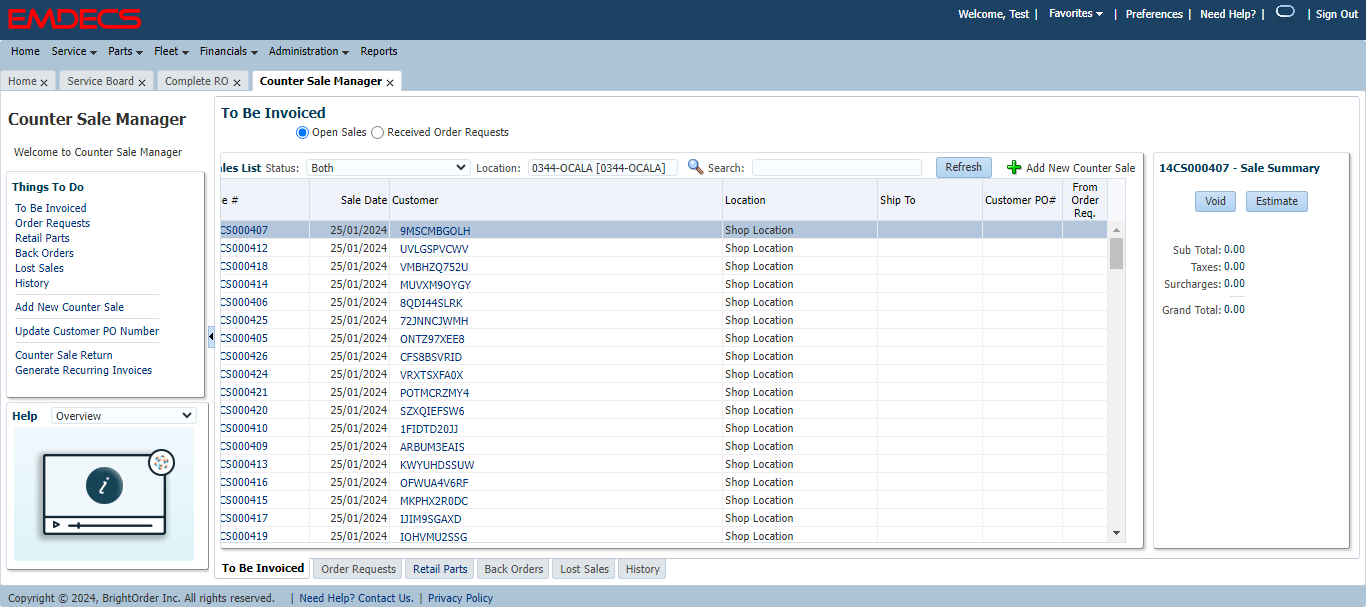 EMDECS
Welcome, Test | Favorites | Preferences | Need Help? | | Sign Out
Home Service Parts Fleet Financials Administration Reports
Home x Service Board x Complete RO x Counter Sale Manager x
Counter Sale Manager
Welcome to Counter Sale Manager
Things To Do
To Be Invoiced
Order Requests
Retail Parts
Back Orders
Lost Sales
History
Add New Counter Sale
Update Customer PO Number
Counter Sale Return
Generate Recurring Invoices
Help Overview
i
To Be Invoiced
Open Sales Received Order Requests
les List Status: Both Location: 0344-OCALA [0344-OCALA] Search: Refresh Add New Counter Sale
e # Sale Date Customer Location Ship To Customer PO# From Order Req.
CS000407 25/01/2024 9MSCMBGOLH Shop Location
CS000412 25/01/2024 UVLGSPVCWV Shop Location
CS000418 25/01/2024 VMBHZQ752U Shop Location
CS000414 25/01/2024 MUVXM9OYGY Shop Location
CS000406 25/01/2024 8QDI44SLRK Shop Location
CS000425 25/01/2024 72JNNCJWMH Shop Location
CS000405 25/01/2024 ONTZ97XEE8 Shop Location
CS000426 25/01/2024 CFS8BSVRID Shop Location
CS000424 25/01/2024 VRXTSXFA0X Shop Location
CS000421 25/01/2024 POTMCRZMY4 Shop Location
CS000420 25/01/2024 SZXQIEFSW6 Shop Location
CS000410 25/01/2024 1FIDTD20JJ Shop Location
CS000409 25/01/2024 ARBUM3EAIS Shop Location
CS000413 25/01/2024 KWYUHDSSUW Shop Location
CS000416 25/01/2024 OFWUA4V6RF Shop Location
CS000415 25/01/2024 MKPHX2R0DC Shop Location
CS000417 25/01/2024 IJIM9SGAXD Shop Location
CS000419 25/01/2024 IOHVMU2SSG Shop Location
14CS000407 - Sale Summary
Void Estimate
Sub Total: 0.00
Taxes: 0.00
Surcharges: 0.00
Grand Total: 0.00
To Be Invoiced Order Requests Retail Parts Back Orders Lost Sales History
Copyright © 2024, BrightOrder Inc. All rights reserved. | Need Help? Contact Us. | Privacy Policy